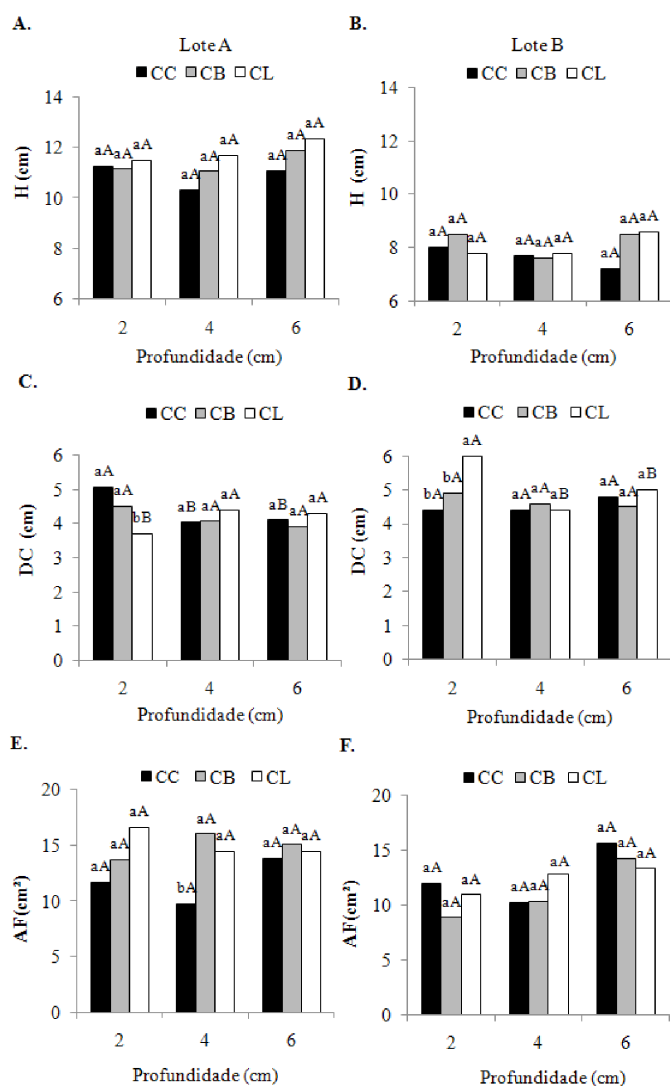 A.
Lote A
CC CB CL
H (cm)
14
12
10
8
6
aA aA aA aA aA aA aA aA aA
2 4 6
Profundidade (cm)
B.
Lote B
CC CB CL
H (cm)
14
12
10
8
6
aA aA aA aA aA aA aA aA aA
2 4 6
Profundidade (cm)
C.
CC CB CL
DC (cm)
6
5
4
3
2
1
0
aA aA bB aB aA aA aB aA aA
2 4 6
Profundidade (cm)
D.
CC CB CL
DC (cm)
6
5
4
3
2
1
0
bA bA aA aA aA aB aA aA aB
2 4 6
Profundidade (cm)
E.
CC CB CL
AF(cm²)
20
15
10
5
0
aA aA aA bA aA aA aA aA aA
2 4 6
Profundidade (cm)
F.
CC CB CL
AF(cm²)
20
15
10
5
0
aA aA aA aA aA aA aA aA aA
2 4 6
Profundidade (cm)